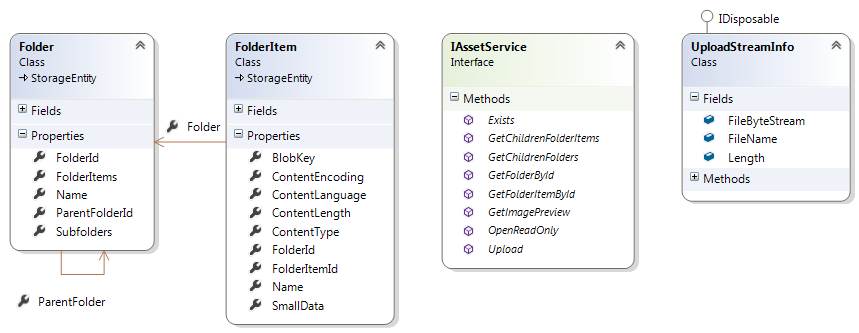 Folder
Class
StorageEntity
Fields
Properties
FolderId
FolderItems
Name
ParentFolderId
Subfolders
ParentFolder
Folder
FolderItem
Class
StorageEntity
Fields
Properties
BlobKey
ContentEncoding
ContentLanguage
ContentLength
ContentType
FolderId
FolderItemId
Name
SmallData
IAssetService
Interface
Methods
Exists
GetChildrenFolderItems
GetChildrenFolders
GetFolderById
GetFolderItemById
GetImagePreview
OpenReadOnly
Upload
IDisposable
UploadStreamInfo
Class
Fields
FileByteStream
FileName
Length
Methods